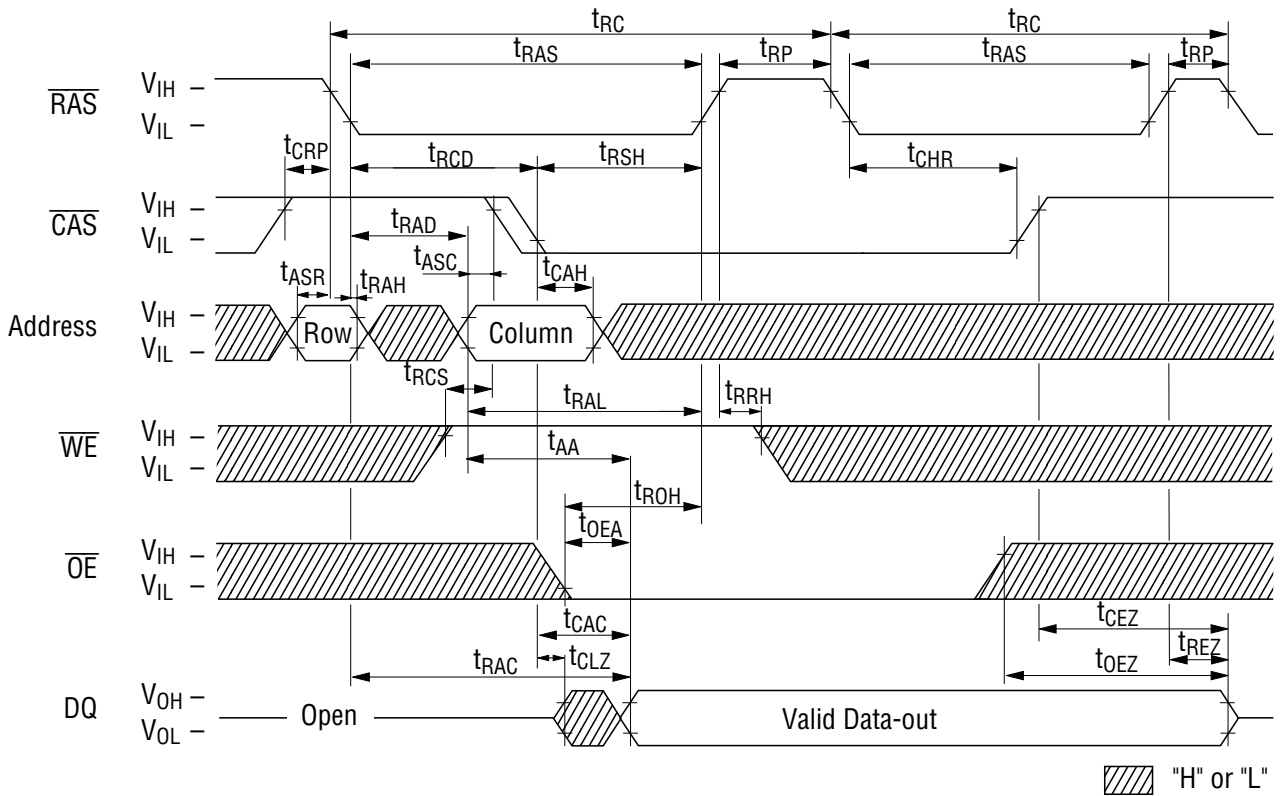 tRC tRC
tRAS tRP tRAS tRP
RAS VIH –
VIL –
tCRP tRCD tRSH tCHR
CAS VIH –
VIL –
tRAD
tASR tRAH tASC tCAH
Address VIH –
VIL –
Row Column
tRCS tRAL tRRH
WE VIH –
VIL –
tAA
tROH
tOEA
OE VIH –
VIL –
tCAC tCEZ
tRAC tCLZ tOEZ tREZ
DQ VOH –
VOL –
Open Valid Data-out
"H" or "L"